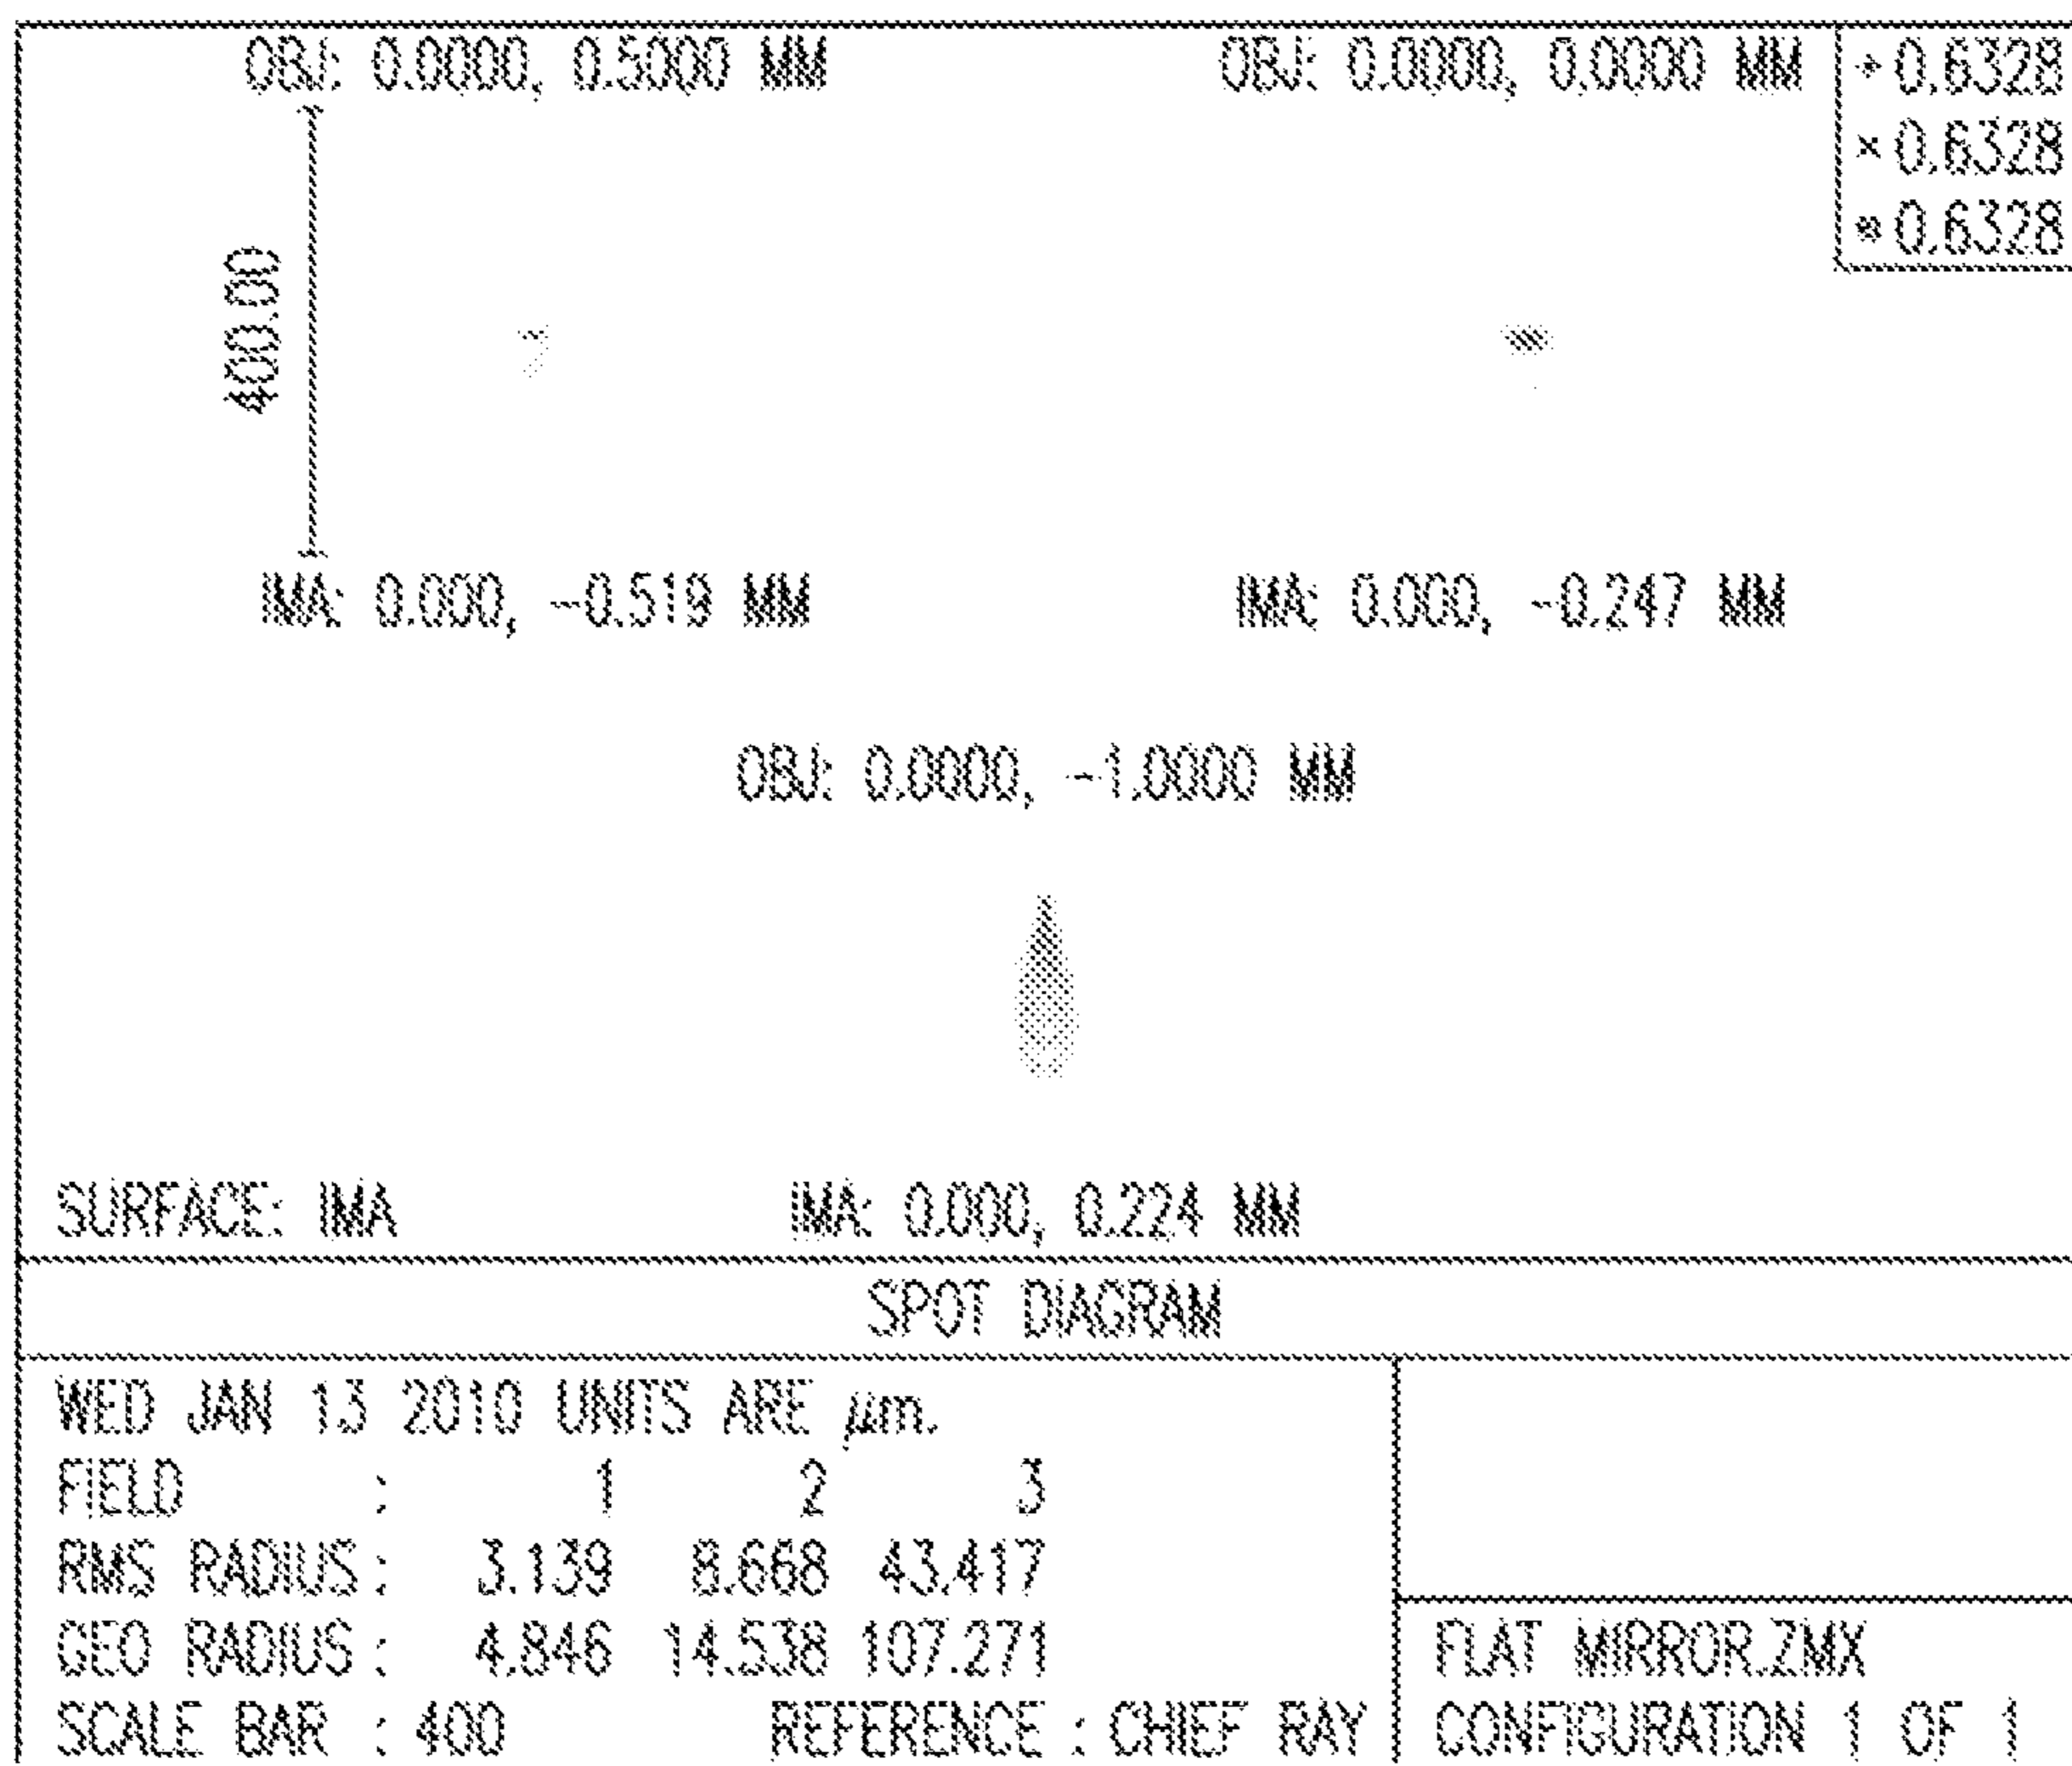 OBJ: 0.0000, 0.5000 MM
OBJ: 0.0000, 0.0000 MM
+ 0.6328
× 0.6328
0.6328
400.00
IMA: 0.000, -0.519 MM
IMA: 0.000, -0.247 MM
OBJ: 0.0000, -1.0000 MM
SURFACE: IMA
IMA: 0.000, 0.224 MM
SPOT DIAGRAM
WED JAN 13 2010 UNITS ARE µm.
FIELD : 1 2 3
RMS RADIUS : 3.139 8.668 43.417
GEO RADIUS : 4.846 14.538 107.271
SCALE BAR : 400 REFERENCE : CHIEF RAY
FLAT MIRROR.ZMX
CONFIGURATION 1 OF 1